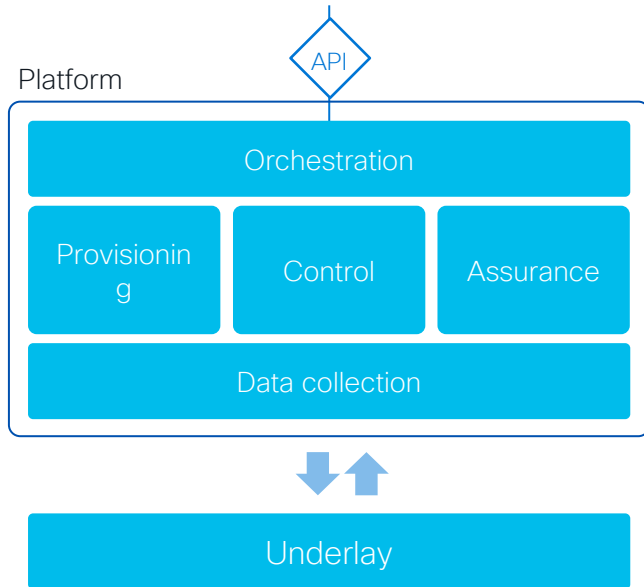 API
Platform
Orchestration
Provisionin
g
Control
Assurance
Data collection
Underlay